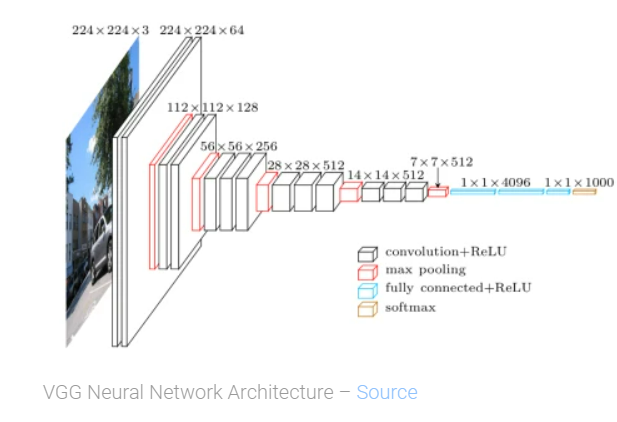 224×224×3 224×224×64
112×112×128
56×56×256
28×28×512
14×14×512
7×7×512
1×1×4096 1×1×1000
convolution+ReLU
max pooling
fully connected+ReLU
softmax
VGG Neural Network Architecture – Source